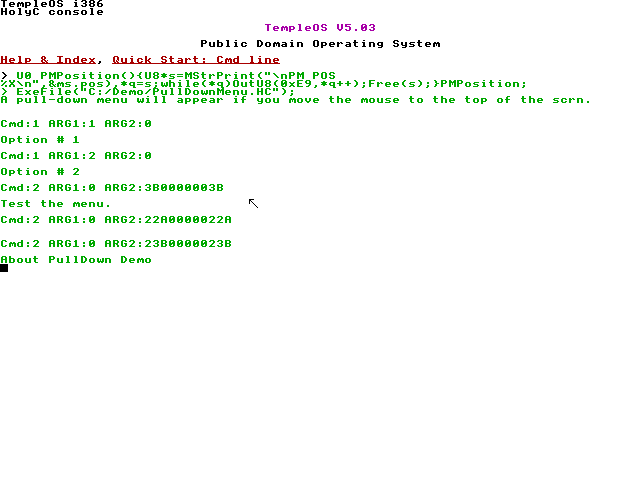 TempleOS i386
HolyC console
TempleOS V5.03
Public Domain Operating System
Help & Index, Quick Start: Cmd line
> U0 PMPosition(){U8*s=MStrPrint("\nPM_POS
%X\n",&ms.pos),*q=s;while(*q)OutU8(0xE9,*q++);Free(s);}PMPosition;
> ExeFile("C:/Demo/PullDownMenu.HC");
A pull-down menu will appear if you move the mouse to the top of the scrn.
Cmd:1 ARG1:1 ARG2:0
Option # 1
Cmd:1 ARG1:2 ARG2:0
Option # 2
Cmd:2 ARG1:0 ARG2:3B0000003B
Test the menu.
Cmd:2 ARG1:0 ARG2:22A0000022A
Cmd:2 ARG1:0 ARG2:23B0000023B
About PullDown Demo